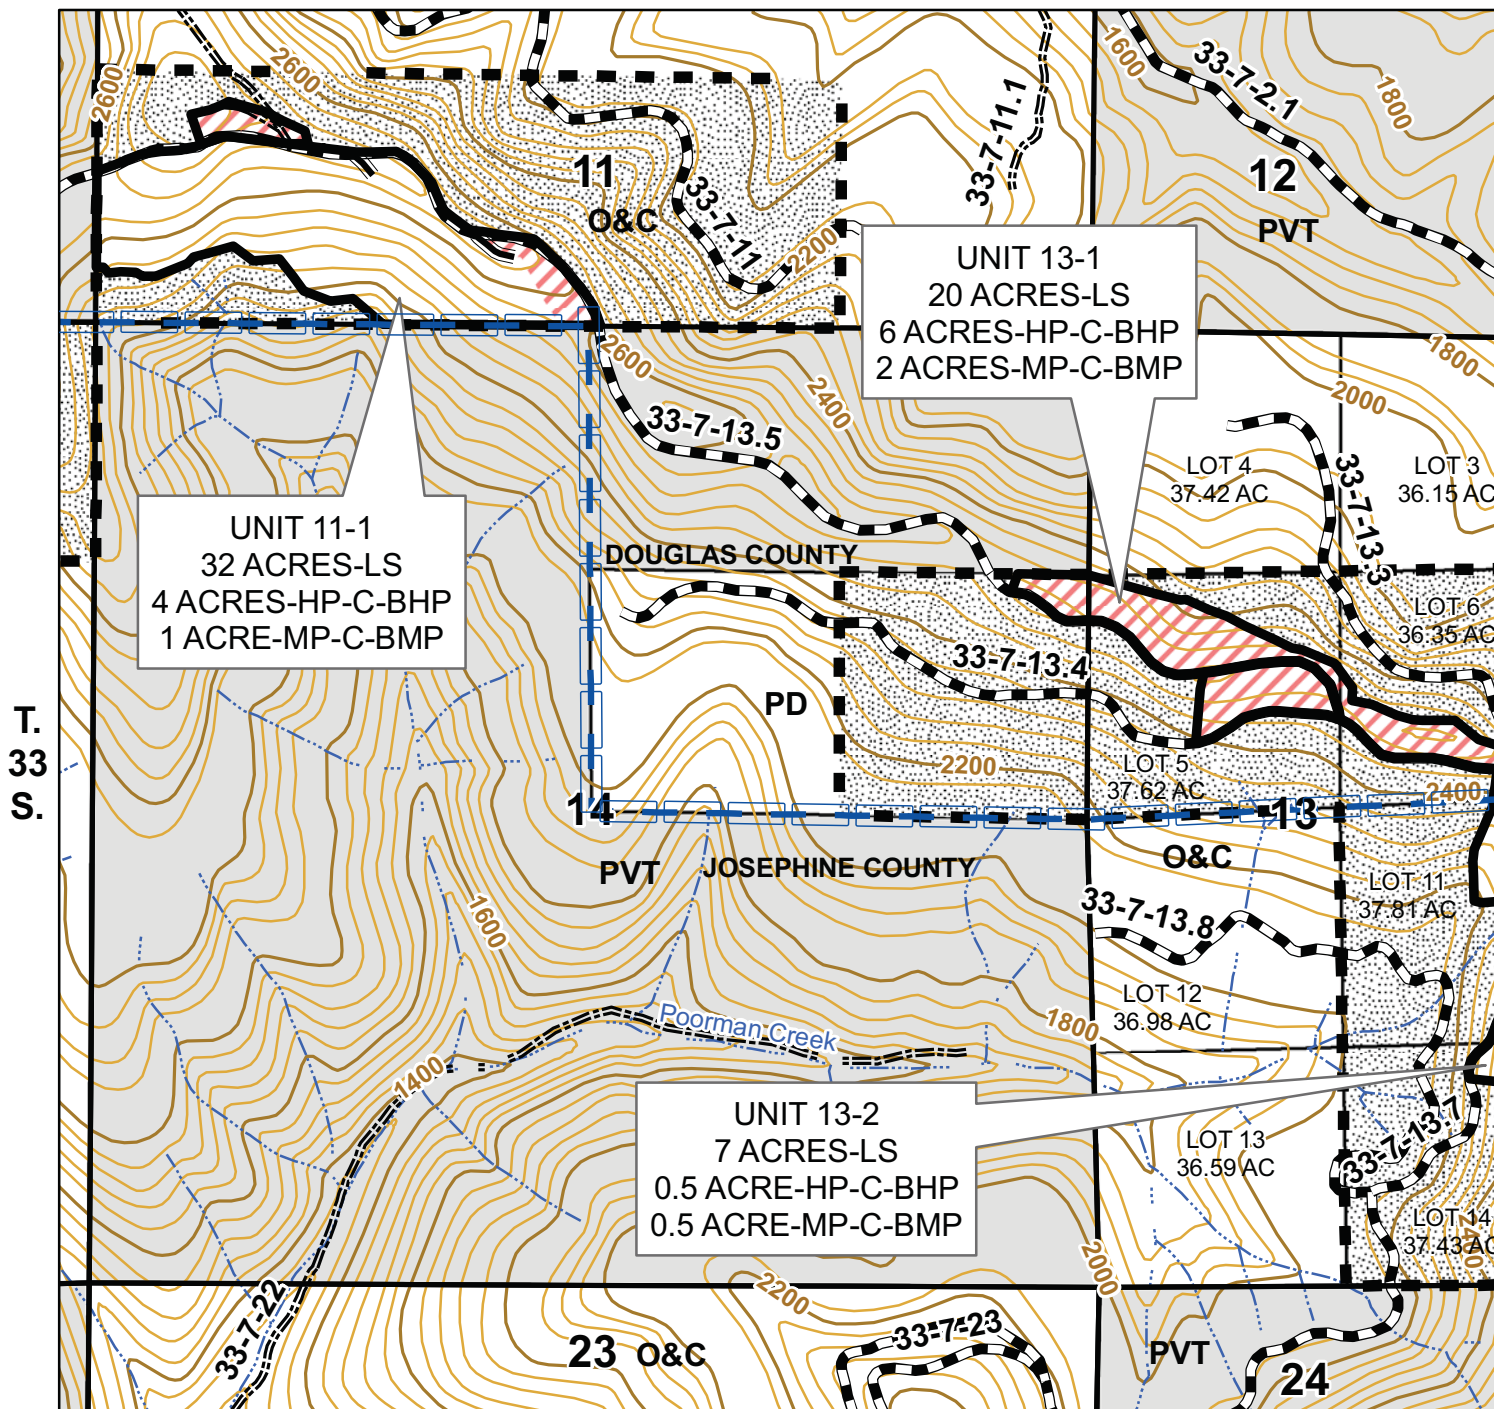 2600
2600
33-7-11.1
1600
33-7-2.1
1800
11
O&C
33-7-11
2200
12
PVT
UNIT 13-1
20 ACRES-LS
6 ACRES-HP-C-BHP
2 ACRES-MP-C-BMP
2600
2400
33-7-13.5
1800
2000
LOT 4
37.42 AC
33-7-13.3
LOT 3
36.15 AC
UNIT 11-1
32 ACRES-LS
4 ACRES-HP-C-BHP
1 ACRE-MP-C-BMP
DOUGLAS COUNTY
LOT 6
36.35 AC
33-7-13.4
PD
T.
33
S.
2200
LOT 5
37.62 AC
2400
14
13
PVT
JOSEPHINE COUNTY
O&C
LOT 11
37.81 AC
1600
33-7-13.8
LOT 12
36.98 AC
Poorman Creek
1800
1400
UNIT 13-2
7 ACRES-LS
0.5 ACRE-HP-C-BHP
0.5 ACRE-MP-C-BMP
LOT 13
36.59 AC
33-7-13.7
LOT 14
37.43 AC
2400
2000
2200
33-7-22
23 O&C
33-7-23
PVT
24